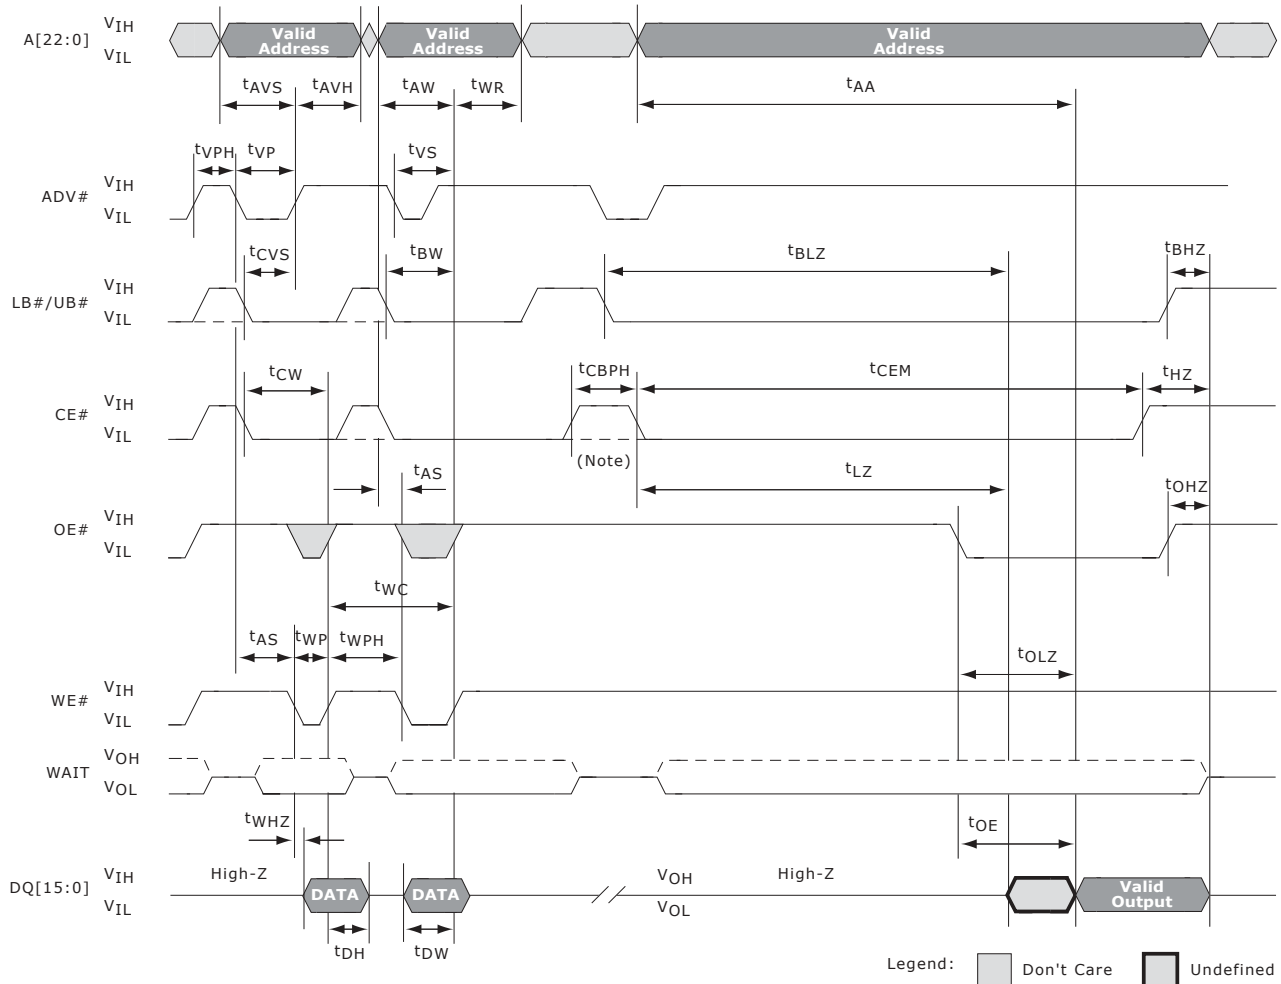 A[22:0]
VIH
VIL
Valid Address
Valid Address
Valid Address
tAVS
tAVH
tAW
tWR
tAA
tVPH
tVP
tVS
ADV#
VIH
VIL
tCVS
tBW
tBLZ
tBHZ
LB#/UB#
VIH
VIL
tCW
tCBPH
tCEM
tHZ
CE#
VIH
VIL
(Note)
tAS
tLZ
tOHZ
OE#
VIH
VIL
tWC
tAS
tWP
tWPH
tOLZ
WE#
VIH
VIL
WAIT
VOH
VOL
tWHZ
tOE
DQ[15:0]
VIH
VIL
High-Z
DATA
DATA
VOH
VOL
High-Z
Valid Output
tDH
tDW
Legend:
Don't Care
Undefined